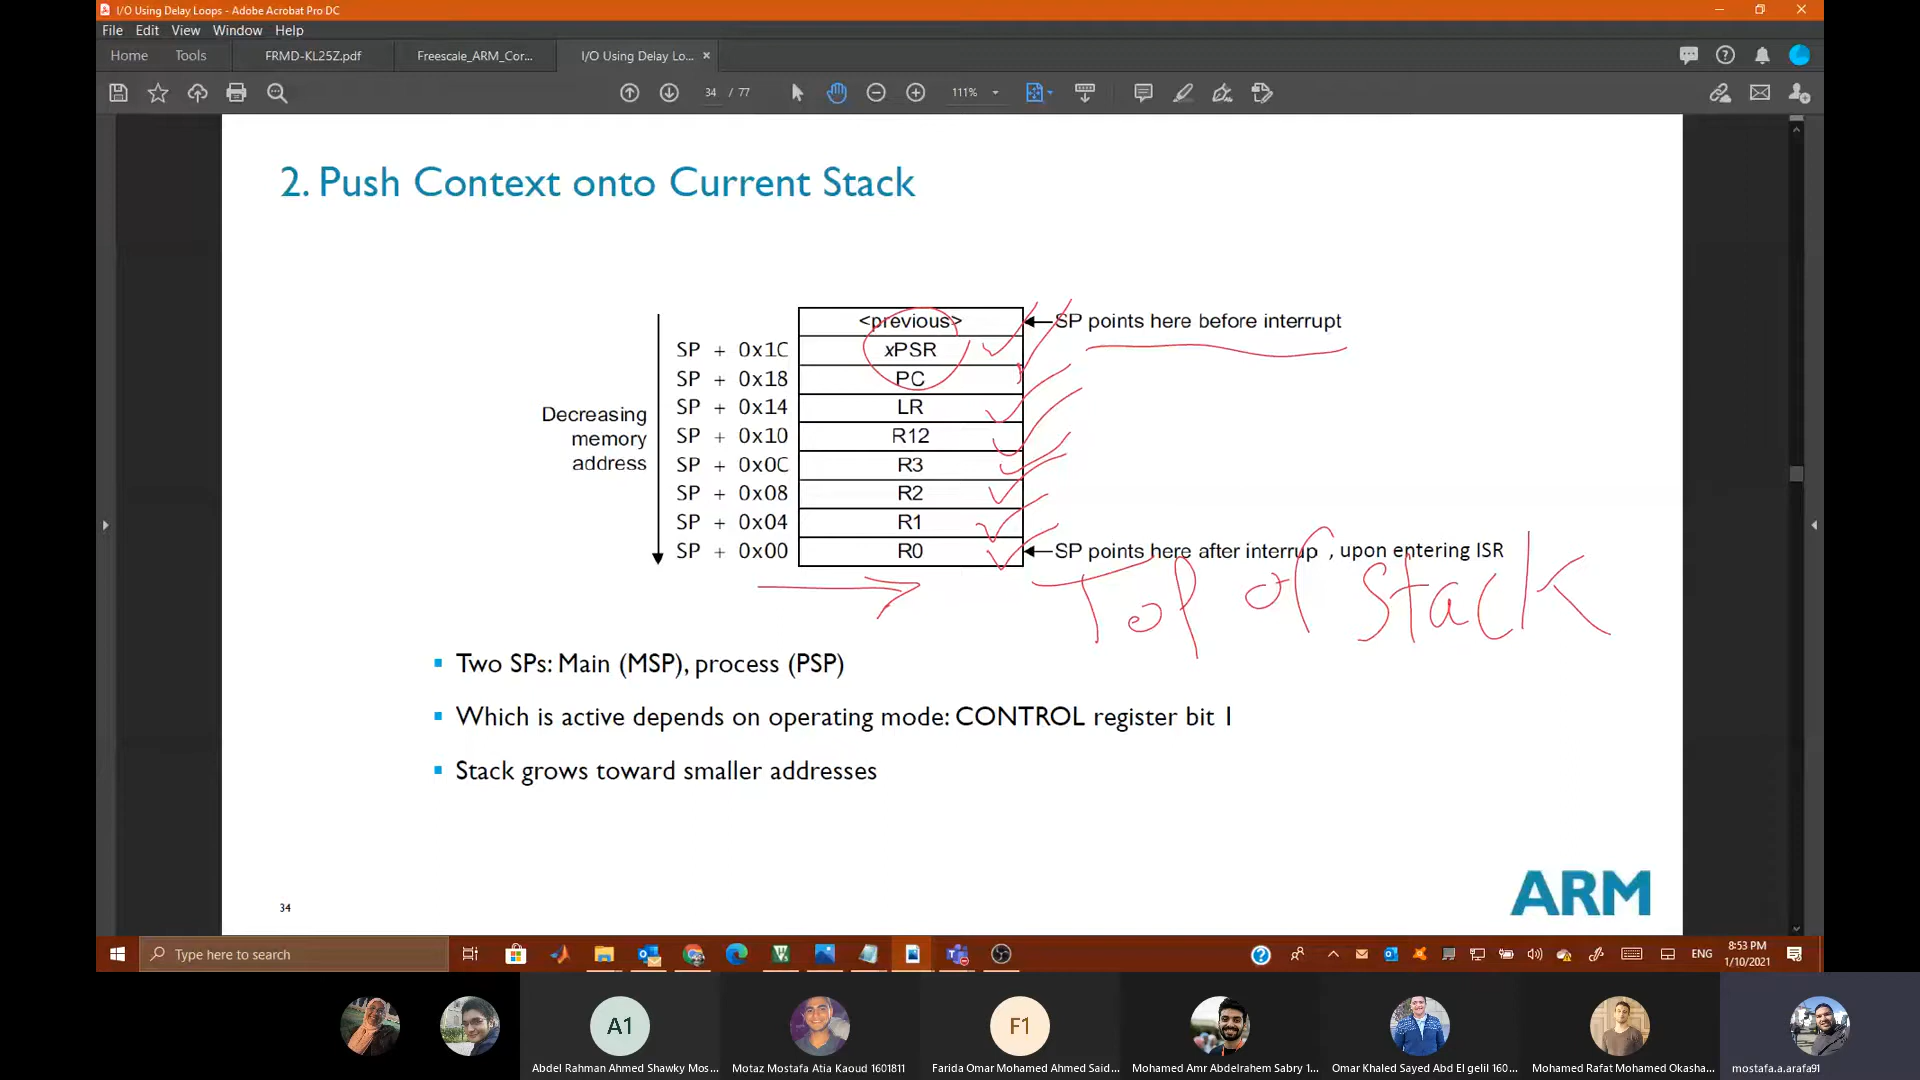 I/O Using Delay Loops - Adobe Acrobat Pro DC
File Edit View Window Help
Home Tools FRMD-KL25Z.pdf Freescale_ARM_Cor... I/O Using Delay Lo... ×
34 / 77 111%
2. Push Context onto Current Stack
<previous> SP points here before interrupt
SP + 0x1C xPSR
SP + 0x18 PC
SP + 0x14 LR
SP + 0x10 R12
SP + 0x0C R3
SP + 0x08 R2
SP + 0x04 R1
SP + 0x00 R0 SP points here after interrup , upon entering ISR
Decreasing
memory
address
Top of Stack
Two SPs: Main (MSP), process (PSP)
Which is active depends on operating mode: CONTROL register bit 1
Stack grows toward smaller addresses
34
ARM
Type here to search
ENG
8:53 PM
1/10/2021
A1
F1
Abdel Rahman Ahmed Shawky Mos...
Motaz Mostafa Atia Kaoud 1601811
Farida Omar Mohamed Ahmed Said...
Mohamed Amr Abdelrahem Sabry 1...
Omar Khaled Sayed Abd El gelil 160...
Mohamed Rafat Mohamed Okasha...
mostafa.a.arafa91